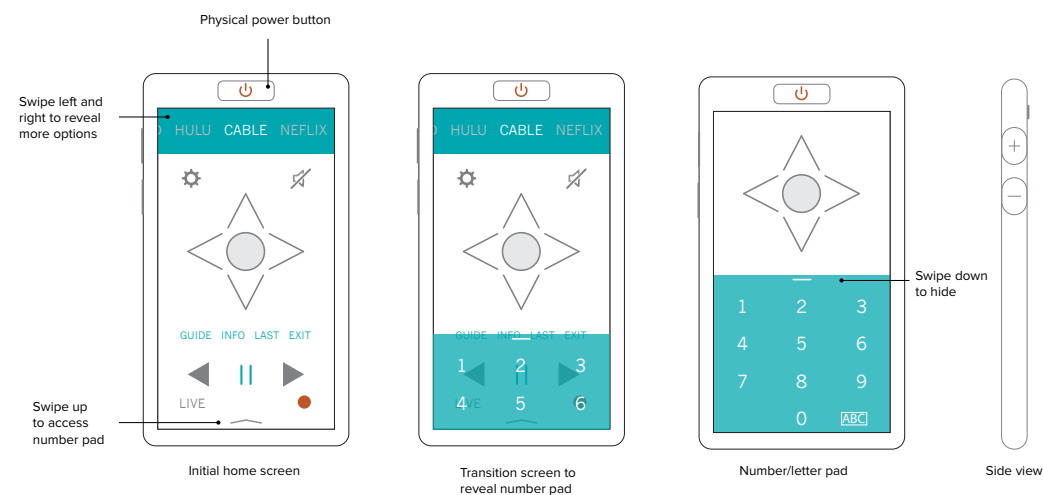 Physical power button
Swipe left and
right to reveal
more options
HULU CABLE NEFLIX
GUIDE INFO LAST EXIT
LIVE
Swipe up
to access
number pad
Initial home screen
HULU CABLE NEFLIX
GUIDE INFO LAST EXIT
1 2 3
LIVE
4 5 6
Transition screen to
reveal number pad
1 2 3
4 5 6
7 8 9
0 ABC
Swipe down
to hide
Number/letter pad
+
−
Side view